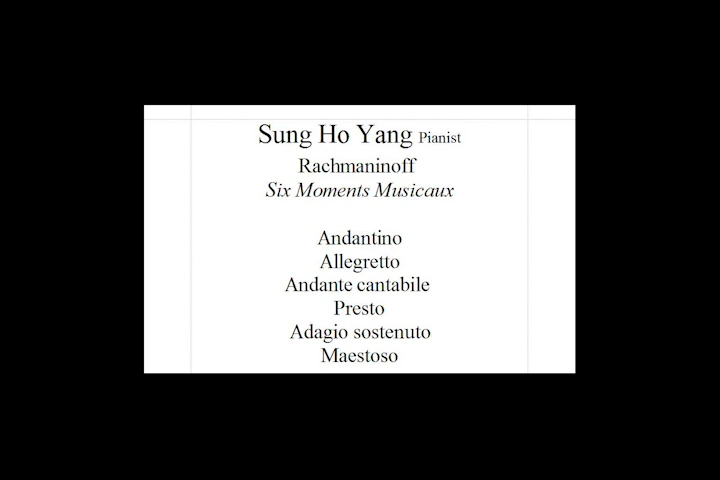 Sung Ho Yang Pianist
Rachmaninoff
Six Moments Musicaux
Andantino
Allegretto
Andante cantabile
Presto
Adagio sostenuto
Maestoso